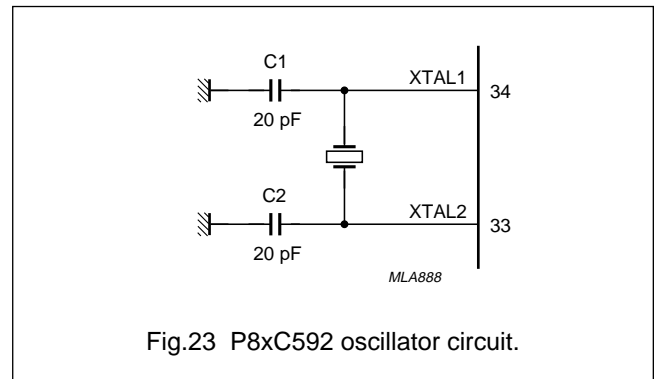 C1
XTAL1
34
20 pF
C2
XTAL2
33
20 pF
MLA888
Fig.23 P8xC592 oscillator circuit.